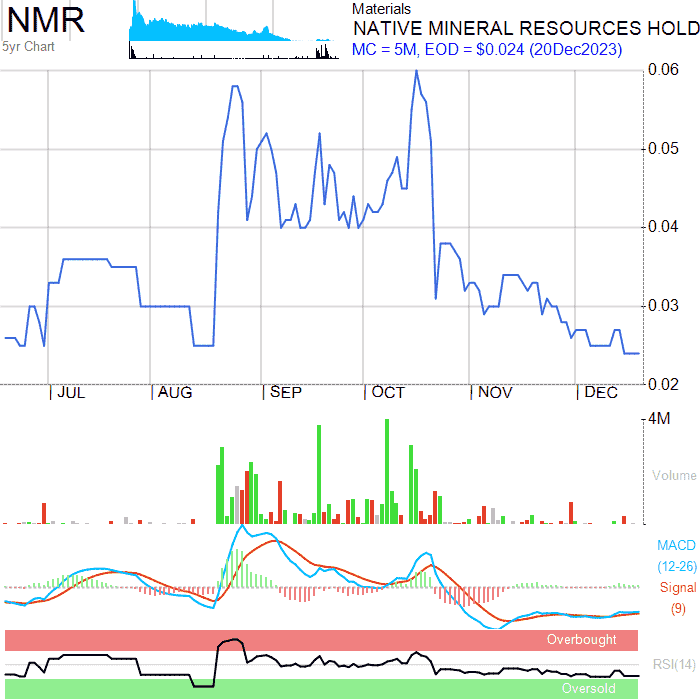 NMR
5yr Chart
Materials
NATIVE MINERAL RESOURCES HOLD
MC = 5M, EOD = $0.024 (20Dec2023)
0.06
0.05
0.04
0.03
0.02
JUL AUG SEP OCT NOV DEC
4M
Volume
MACD
(12-26)
Signal
(9)
Overbought
RSI(14)
Oversold